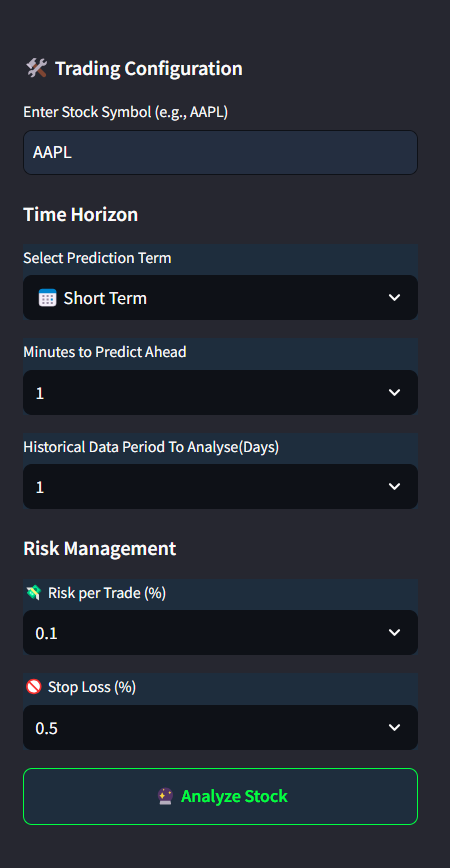 🛠️ Trading Configuration
Enter Stock Symbol (e.g., AAPL)
AAPL
Time Horizon
Select Prediction Term
📅 Short Term
Minutes to Predict Ahead
1
Historical Data Period To Analyse(Days)
1
Risk Management
💸 Risk per Trade (%)
0.1
🚫 Stop Loss (%)
0.5
🔮 Analyze Stock